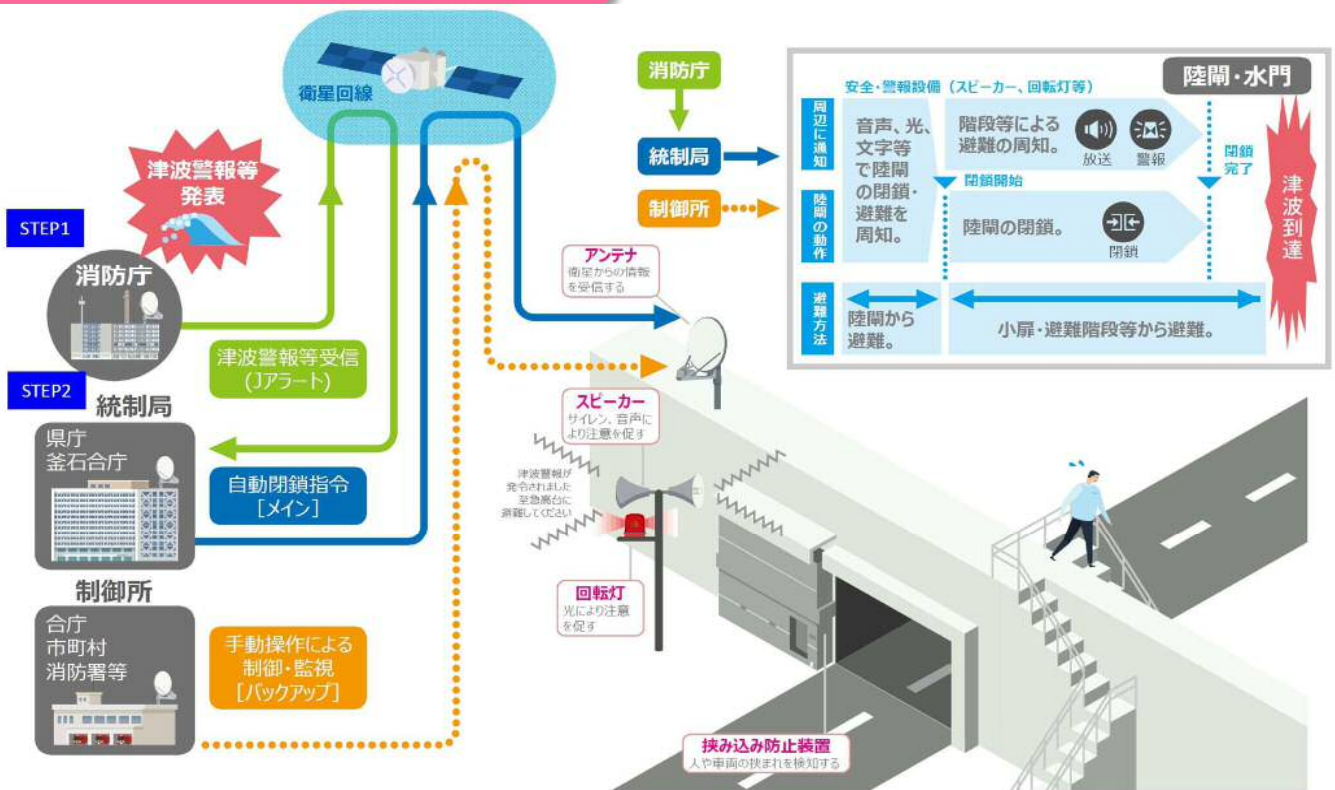 衛星回線
津波警報等
発表
STEP1
消防庁
津波警報等受信
(Jアラート)
STEP2
統制局
県庁
釜石合庁
自動閉鎖指令
[メイン]
制御所
合庁
市町村
消防署等
手動操作による
制御・監視
[バックアップ]
アンテナ
衛星からの情報
を受信する
スピーカー
サイレン、音声に
より注意を促す
津波警報が
発令されました
至急高台に
避難してください
回転灯
光により注意
を促す
挟み込み防止装置
人や車両の挟まれを検知する
消防庁
統制局
制御所
陸閘・水門
安全・警報設備（スピーカー、回転灯等）
周辺に通知
音声、光、
文字等
で陸閘
の閉鎖・
避難を
周知。
階段等による
避難の周知。
放送
警報
閉鎖
完了
閉鎖開始
陸閘の動作
陸閘の閉鎖。
閉鎖
津波到達
避難方法
陸閘から
避難。
小扉・避難階段等から避難。